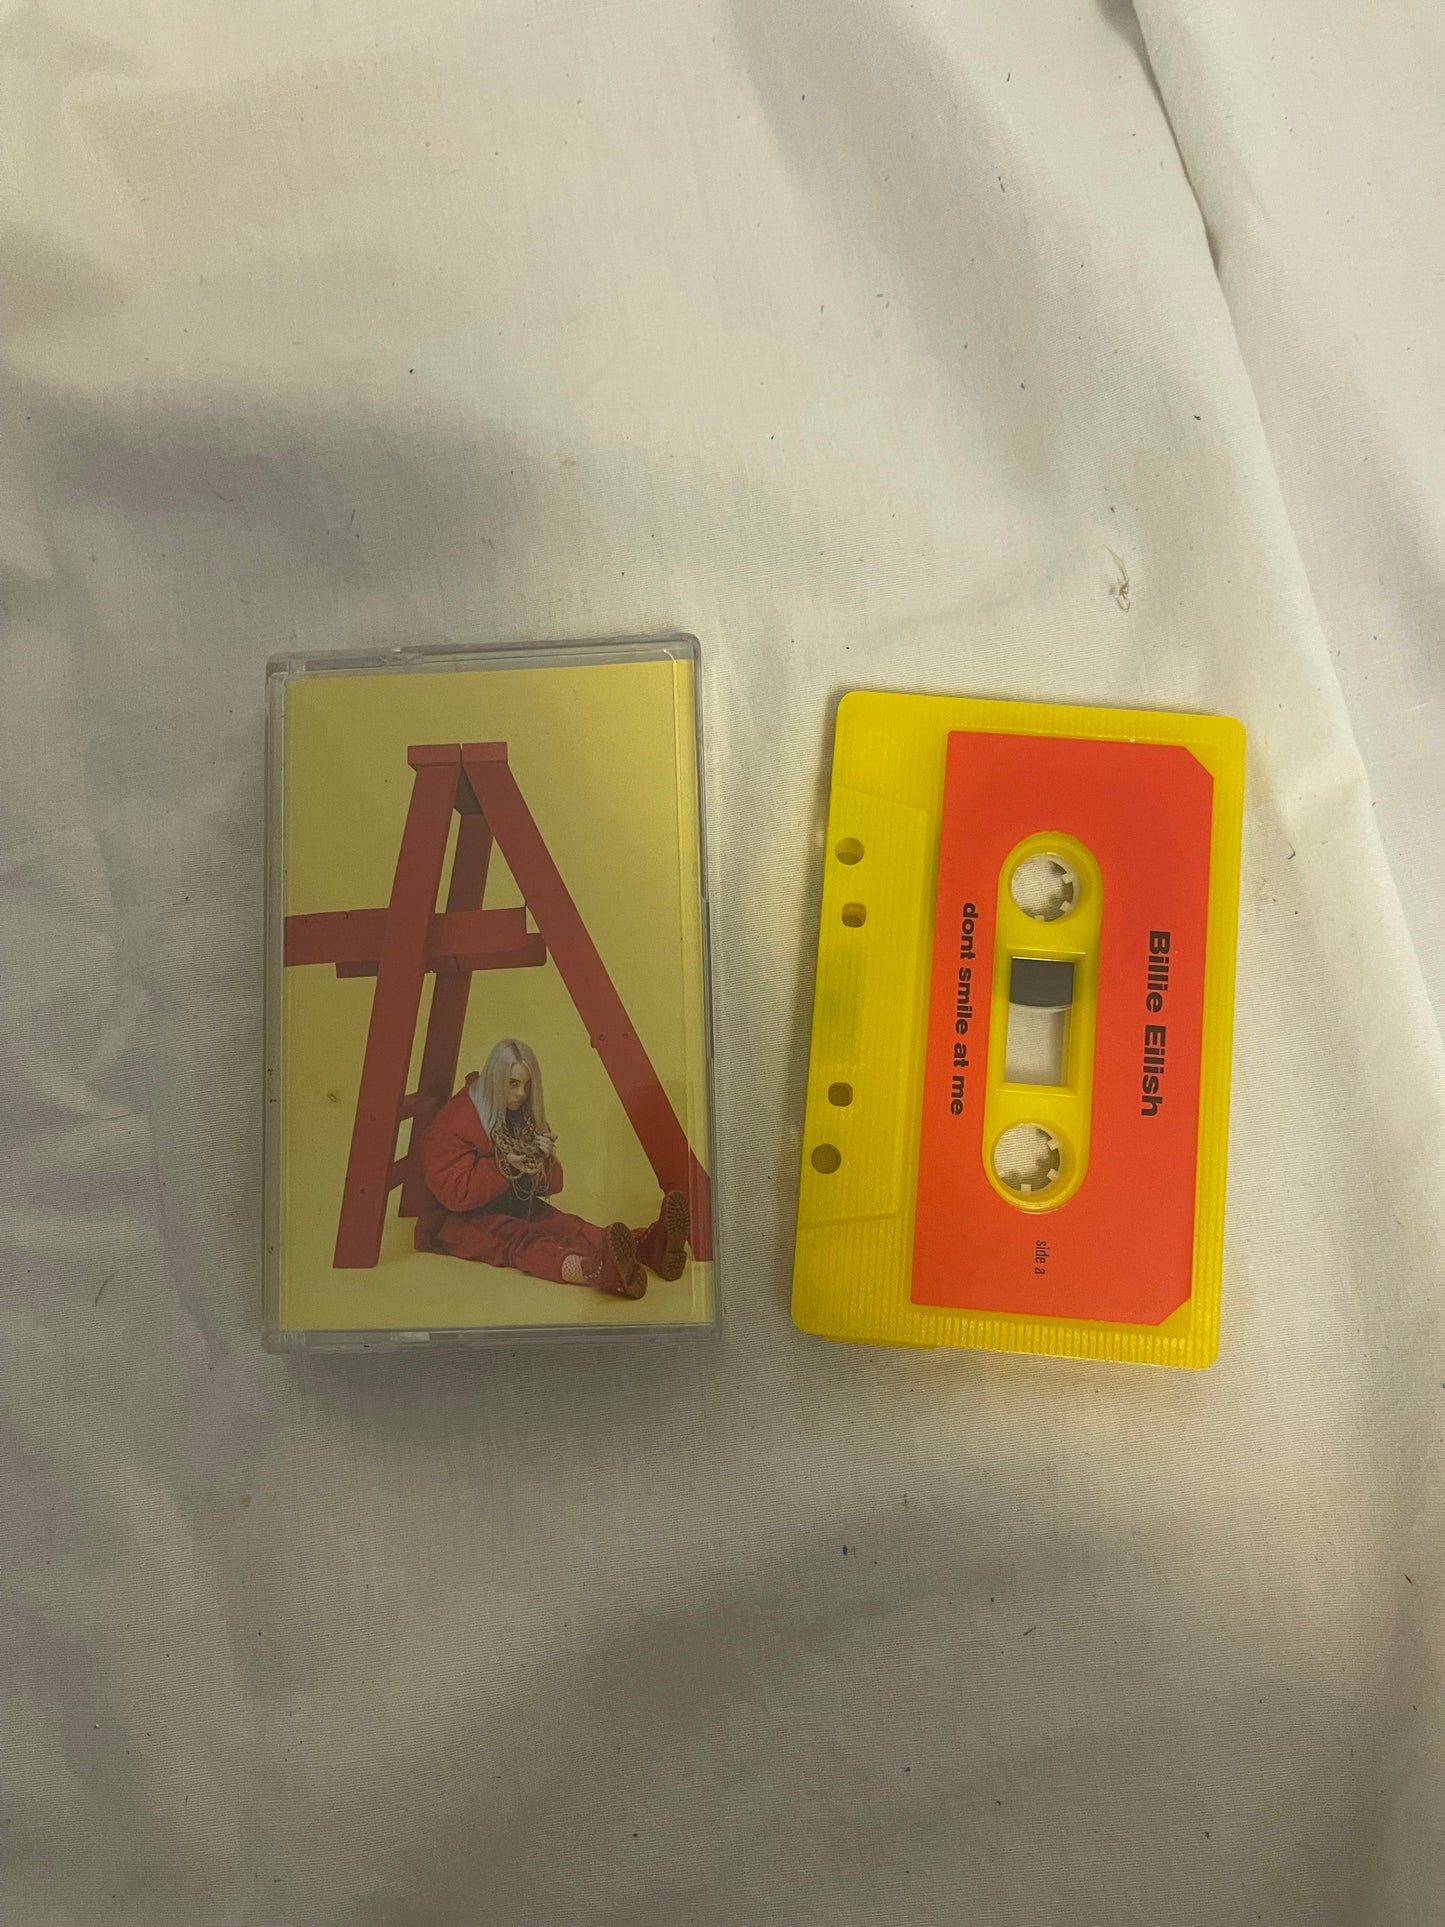 Billie Eilish
dont smile at me
side a